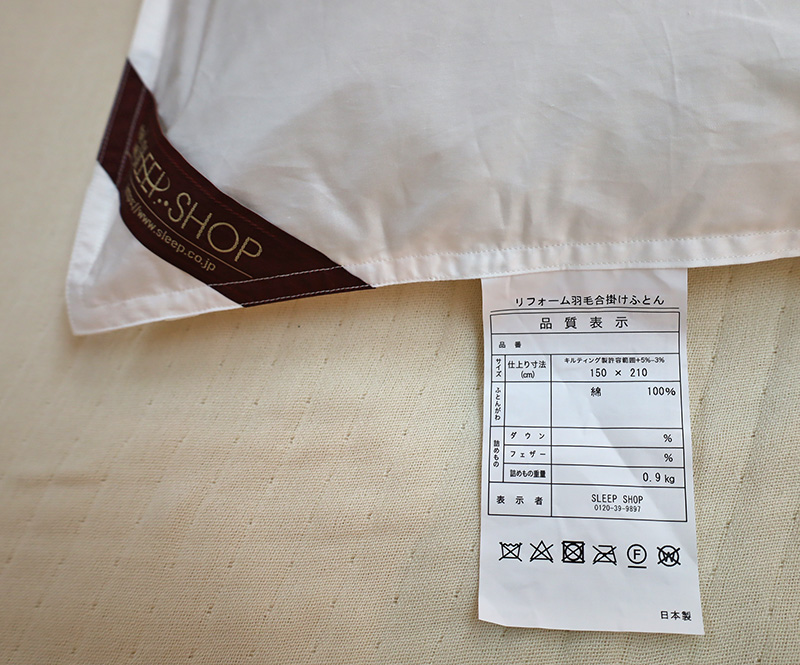 SLEEP SHOP
https://www.sleep.co.jp
リフォーム羽毛合掛けふとん
品質表示
品番
サイズ
仕上り寸法
(cm)
キルティング製許容範囲+5%-3%
150 × 210
ふとんがわ
綿 100%
詰めもの
ダウン %
フェザー %
詰めもの重量 0.9kg
表示者
SLEEP SHOP
0120-39-9897
P W
日本製